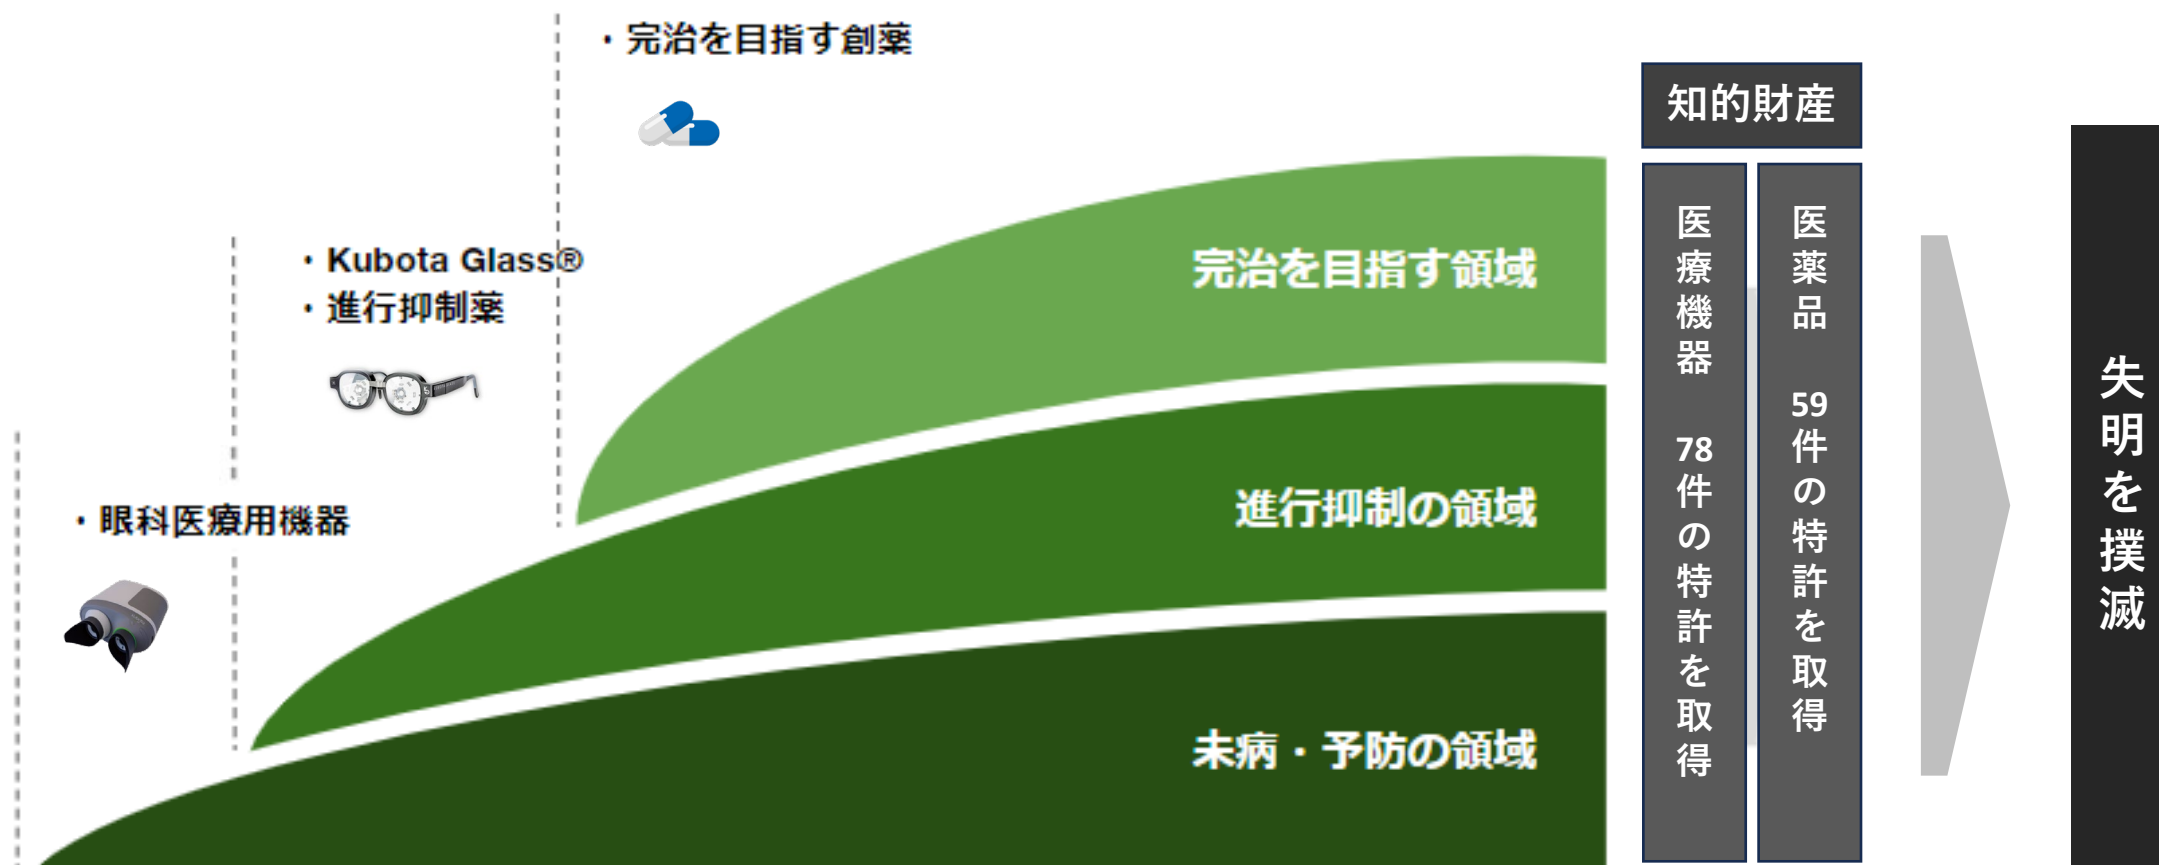 ・完治を目指す創薬
・Kubota Glass®
・進行抑制薬
・眼科医療用機器
完治を目指す領域
進行抑制の領域
未病・予防の領域
知的財産
医療機器 78件の特許を取得
医薬品 59件の特許を取得
失明を撲滅